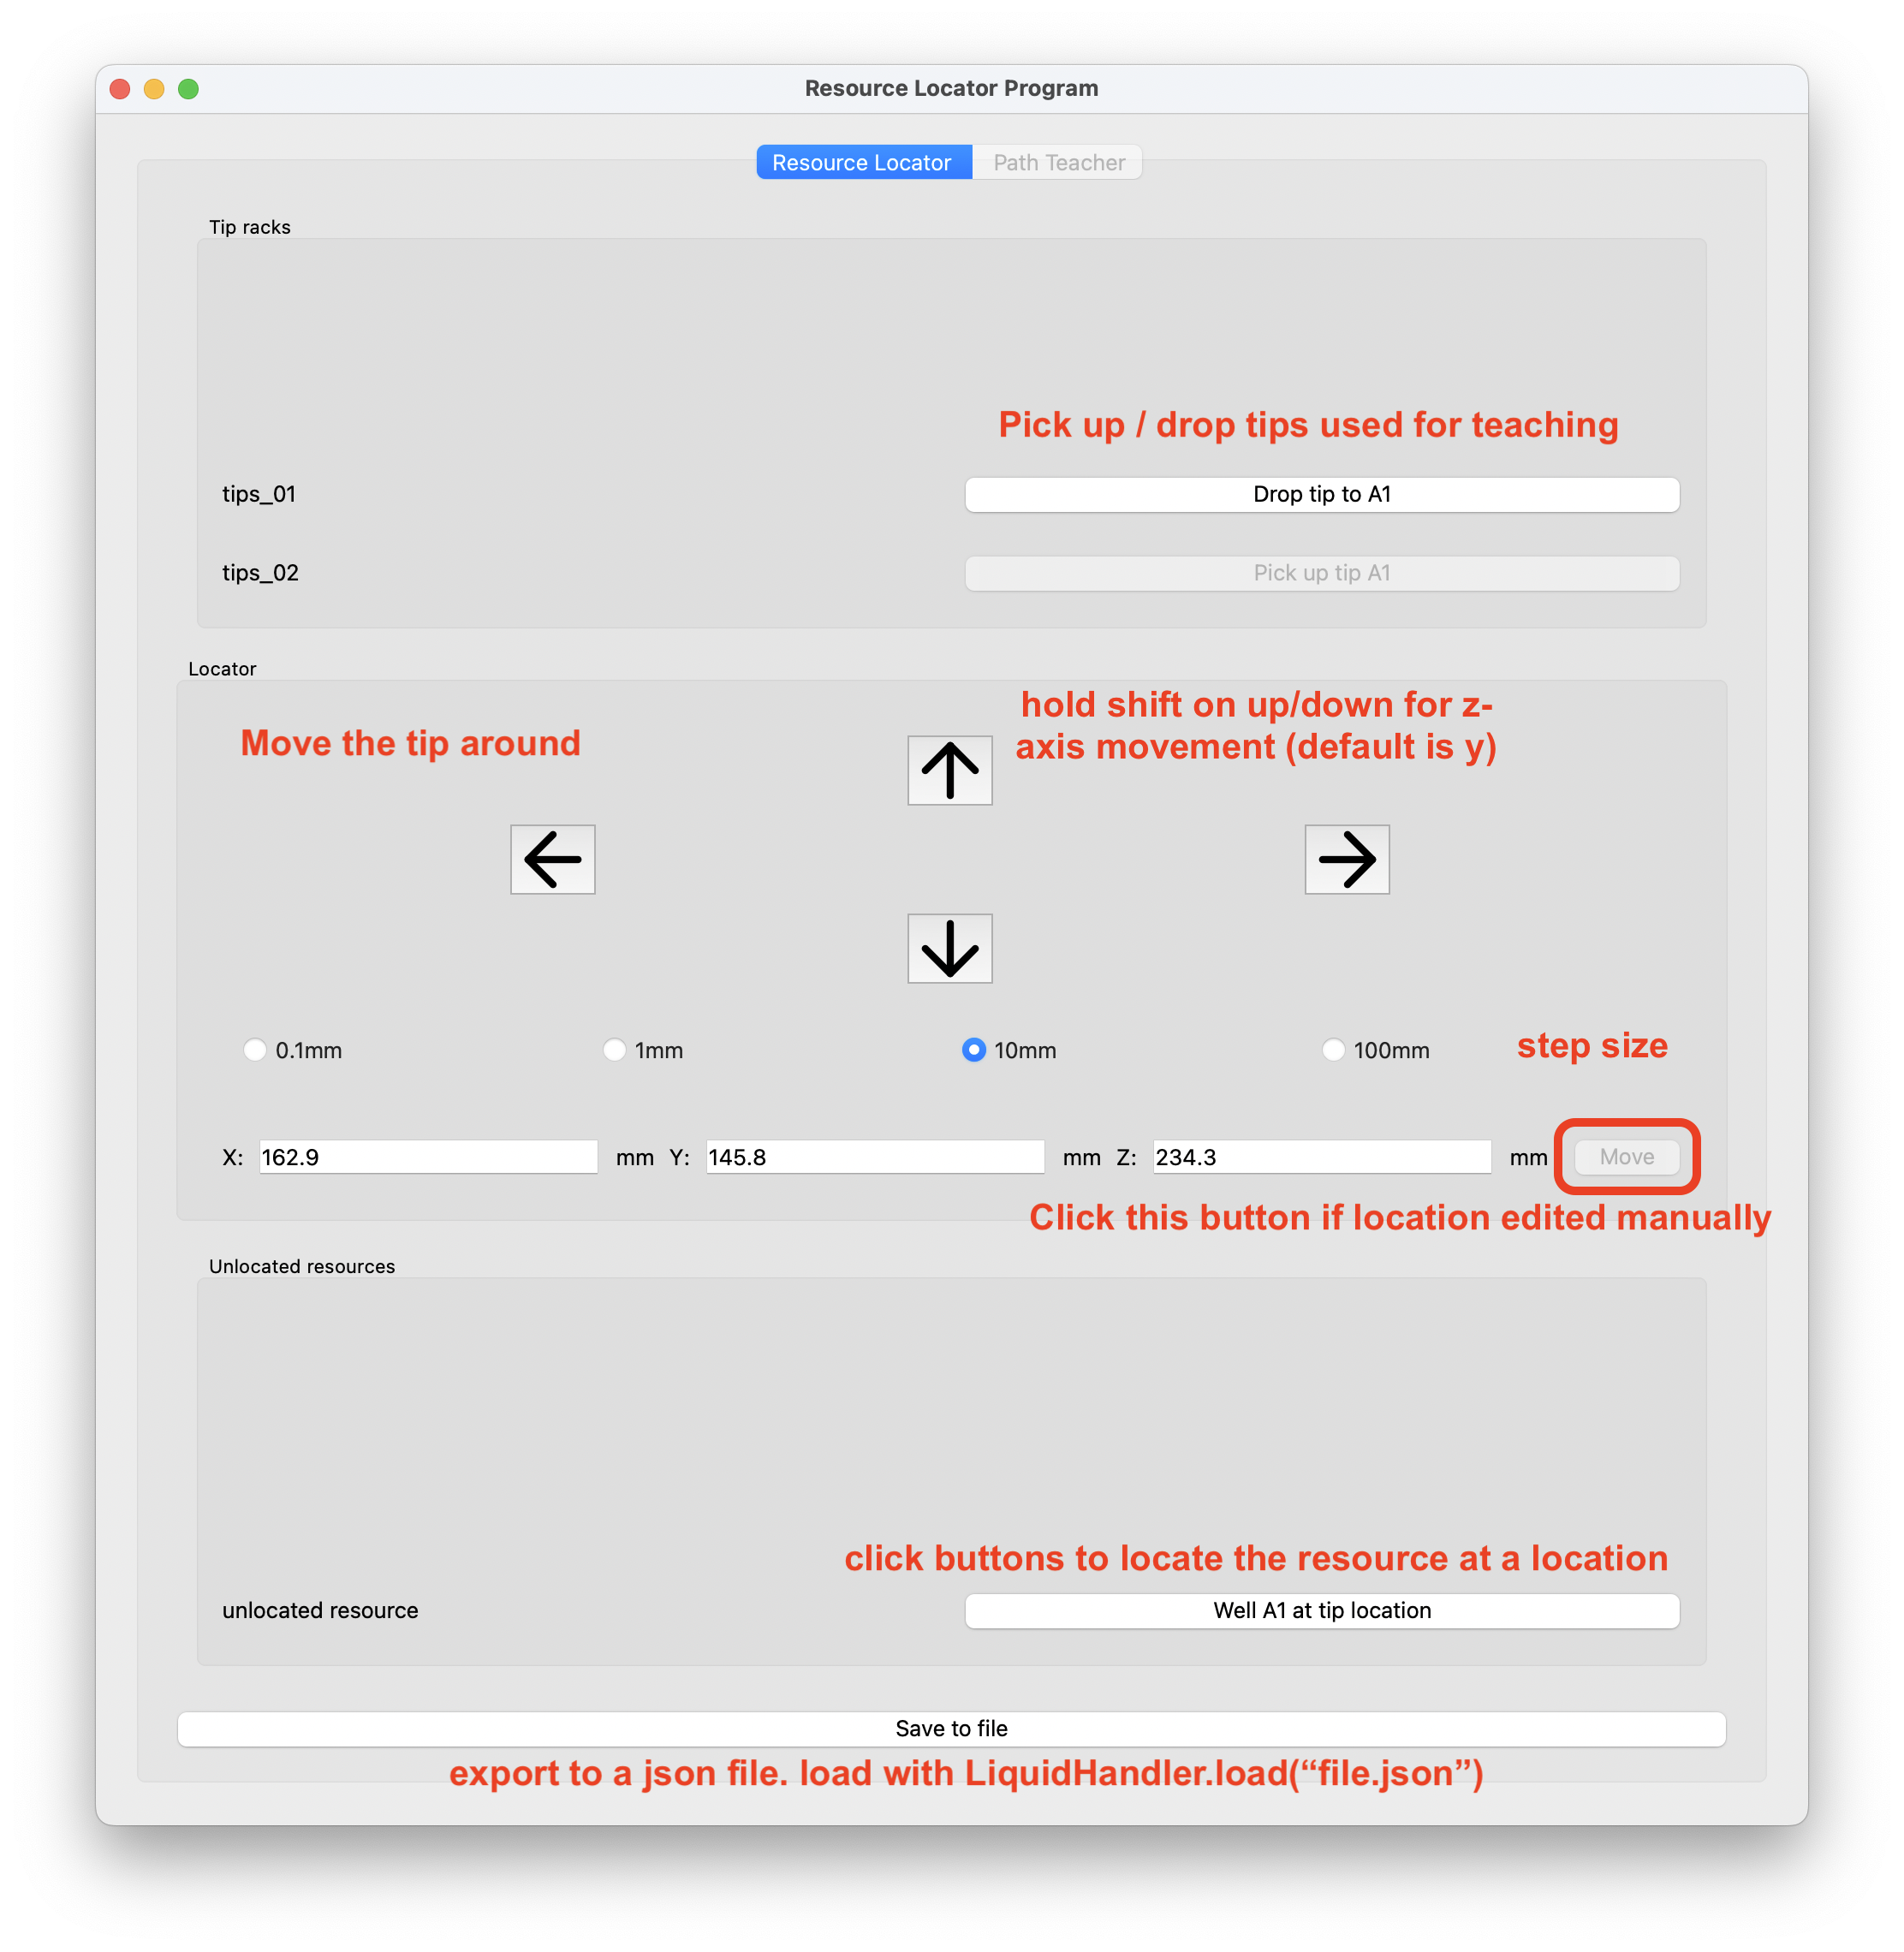 Resource Locator Program
Resource Locator Path Teacher
Tip racks
Pick up / drop tips used for teaching
tips_01 Drop tip to A1
tips_02 Pick up tip A1
Locator
hold shift on up/down for z-
Move the tip around
axis movement (default is y)
0.1mm 1mm 10mm 100mm step size
X: 162.9 mm Y: 145.8 mm Z: 234.3 mm Move
Click this button if location edited manually
Unlocated resources
click buttons to locate the resource at a location
unlocated resource Well A1 at tip location
Save to file
export to a json file. load with LiquidHandler.load(“file.json”)